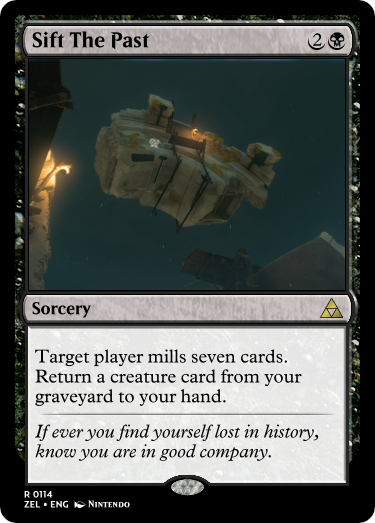 Sift The Past 2
Sorcery
Target player mills seven cards.
Return a creature card from your
graveyard to your hand.
If ever you find yourself lost in history,
know you are in good company.
R 0114
ZEL • ENG Nintendo